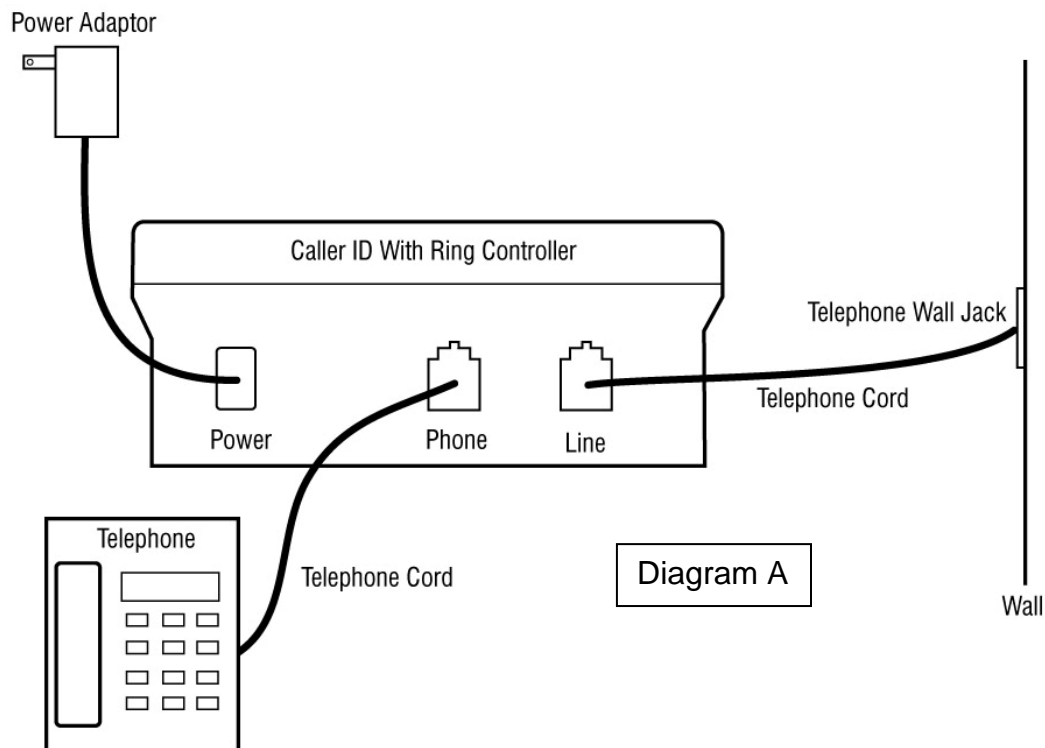 Power Adaptor
Caller ID With Ring Controller
Telephone Wall Jack
Telephone Cord
Power
Phone
Line
Telephone
Telephone Cord
Diagram A
Wall